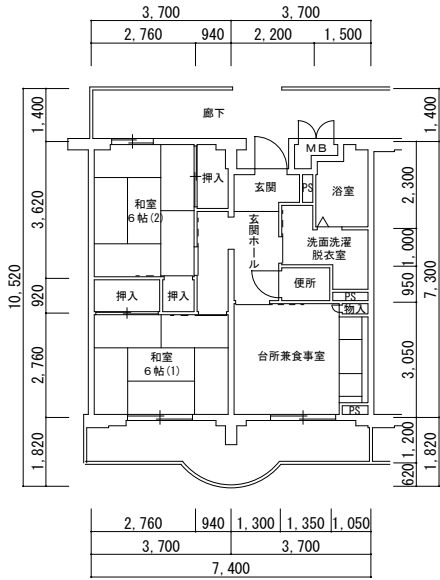 3,700 3,700
2,760 940 2,200 1,500
1,400
3,620
920
2,760
1,820
10,520
廊下
MB
押入
玄関
PS
浴室
和室
6帖(2)
玄関ホール
洗面洗濯
脱衣室
便所
押入
押入
PS
物入
和室
6帖(1)
台所兼食事室
PS
1,400
2,300
1,000
950
3,050
1,200
620
7,300
1,820
2,760 940 1,300 1,350 1,050
3,700 3,700
7,400